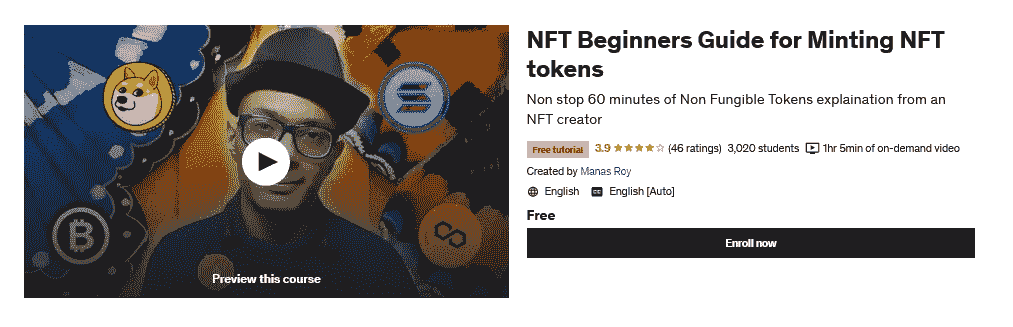 NFT Beginners Guide for Minting NFT
tokens
Non stop 60 minutes of Non Fungible Tokens explaination from an
NFT creator
Free tutorial 3.9 (46 ratings) 3,020 students 1hr 5min of on-demand video
Created by Manas Roy
English CC English [Auto]
Free
Enroll now
Preview this course